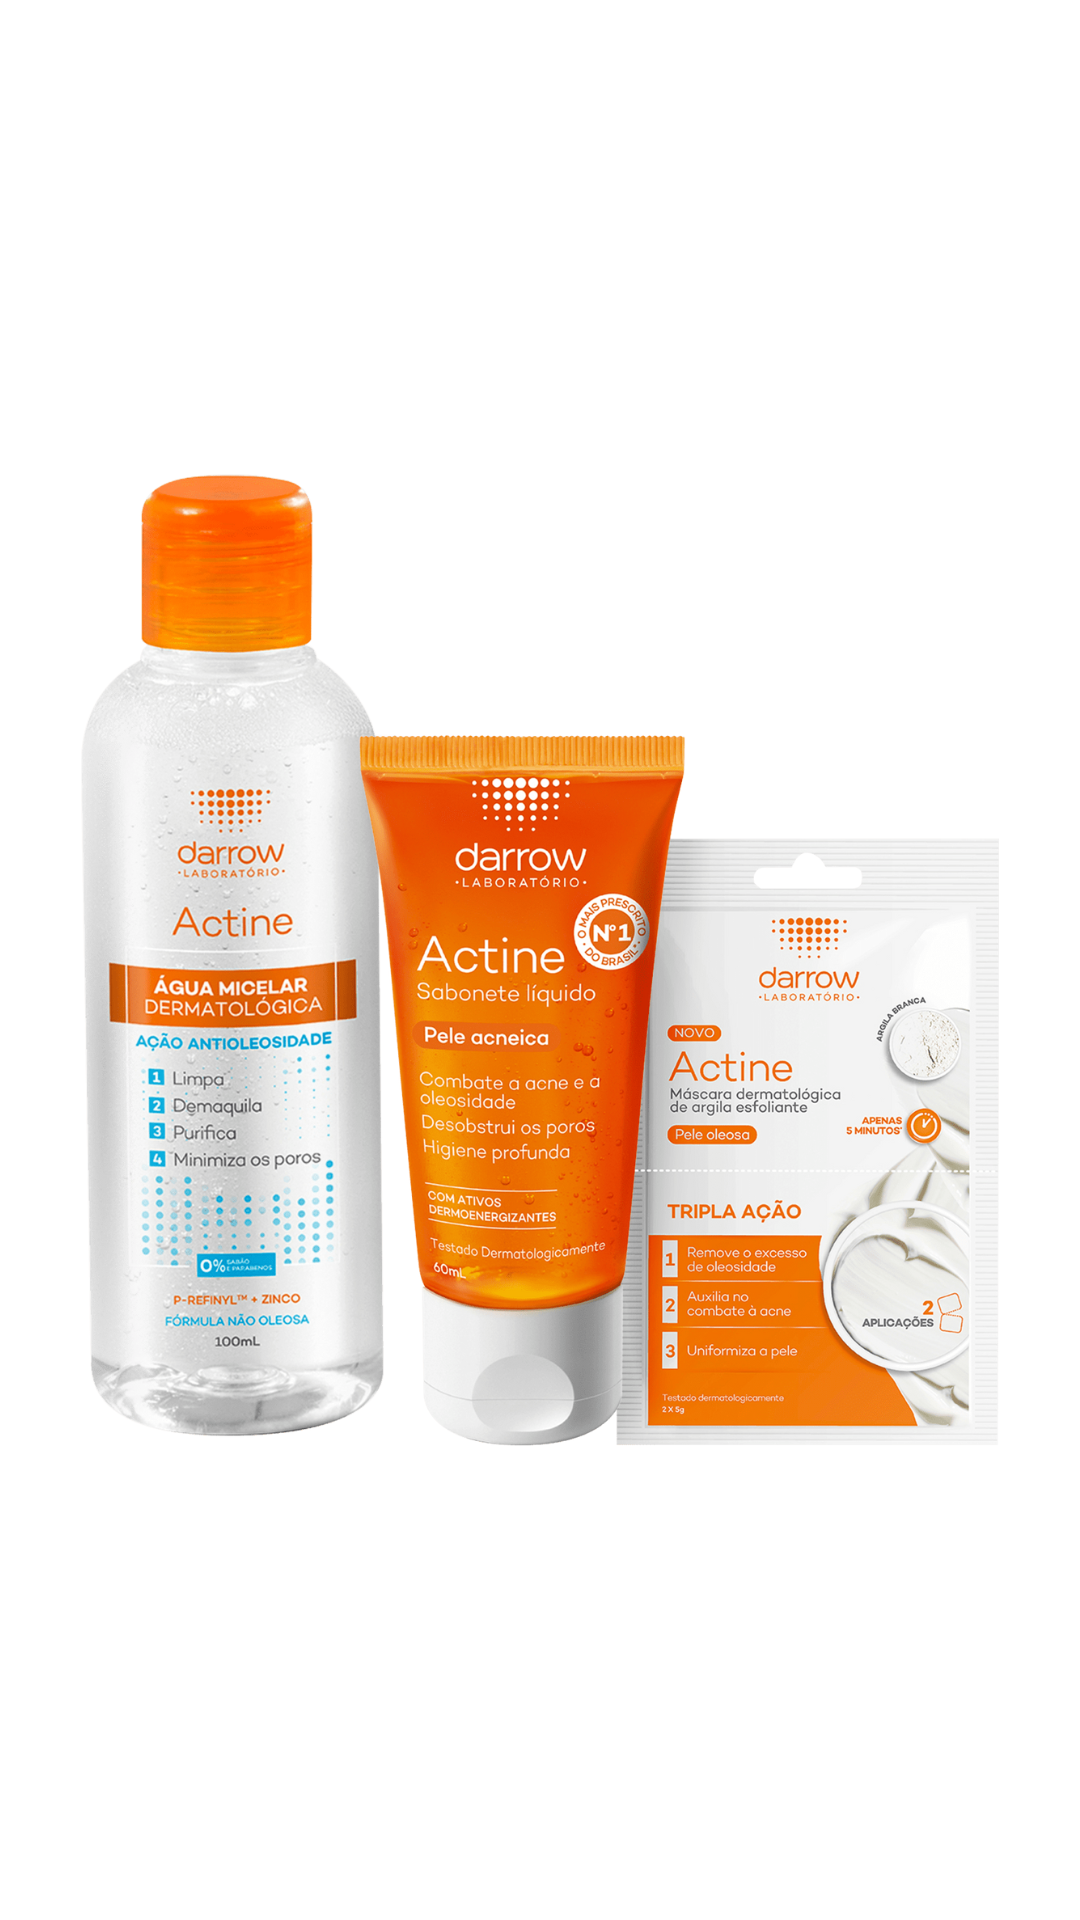 darrow
•LABORATÓRIO•
Actine
ÁGUA MICELAR
DERMATOLÓGICA
AÇÃO ANTIOLEOSIDADE
1 Limpa
2 Demaquila
3 Purifica
4 Minimiza os poros
0% SABÃO
E PARABENOS
P-REFINYL™ + ZINCO
FÓRMULA NÃO OLEOSA
100mL
darrow
•LABORATÓRIO•
O MAIS PRESCRITO
Nº1
DO BRASIL*
Actine
Sabonete líquido
Pele acneica
Combate a acne e a
oleosidade
Desobstrui os poros
Higiene profunda
COM ATIVOS
DERMOENERGIZANTES
Testado Dermatologicamente
60mL
darrow
•LABORATÓRIO•
ARGILA BRANCA
NOVO
Actine
Máscara dermatológica
de argila esfoliante
Pele oleosa
APENAS
5 MINUTOS*
TRIPLA AÇÃO
1 Remove o excesso
de oleosidade
2 Auxilia no
combate à acne
3 Uniformiza a pele
2
APLICAÇÕES
Testado dermatologicamente
2 X 5g